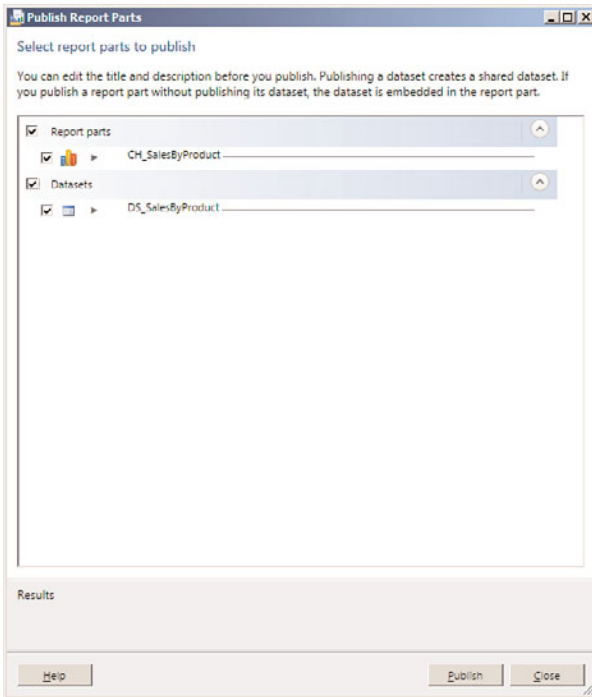 Publish Report Parts
Select report parts to publish
You can edit the title and description before you publish. Publishing a dataset creates a shared dataset. If
you publish a report part without publishing its dataset, the dataset is embedded in the report part.
Report parts
CH_SalesByProduct
Datasets
DS_SalesByProduct
Results
Help
Publish
Close